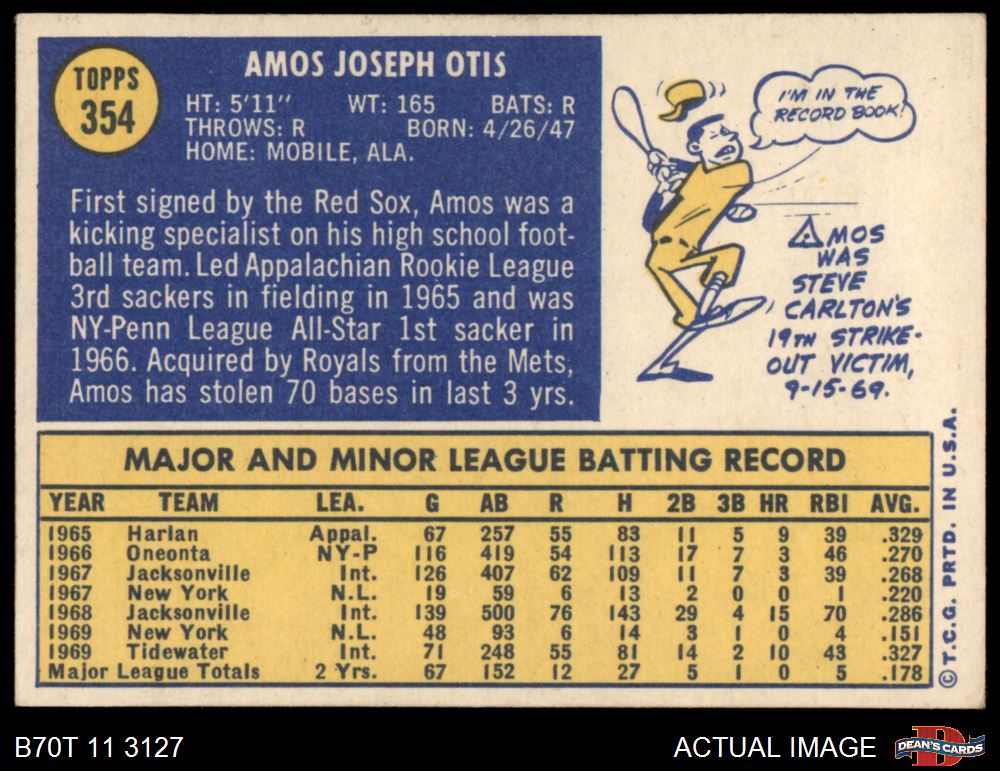 TOPPS
354
AMOS JOSEPH OTIS
HT: 5'11" WT: 165 BATS: R
THROWS: R BORN: 4/26/47
HOME: MOBILE, ALA.
First signed by the Red Sox, Amos was a
kicking specialist on his high school foot-
ball team. Led Appalachian Rookie League
3rd sackers in fielding in 1965 and was
NY-Penn League All-Star 1st sacker in
1966. Acquired by Royals from the Mets,
Amos has stolen 70 bases in last 3 yrs.
I'M IN THE
RECORD BOOK!
AMOS
WAS
STEVE
CARLTON'S
19TH STRIKE-
OUT VICTIM,
9-15-69.
MAJOR AND MINOR LEAGUE BATTING RECORD
YEAR TEAM LEA. G AB R H 2B 3B HR RBI AVG.
1965 Harlan Appal. 67 257 55 83 11 5 9 39 .329
1966 Oneonta NY-P 116 419 54 113 17 7 3 46 .270
1967 Jacksonville Int. 126 407 62 109 11 7 3 39 .268
1967 New York N.L. 19 59 6 13 2 0 0 1 .220
1968 Jacksonville Int. 139 500 76 143 29 4 15 70 .286
1969 New York N.L. 48 93 6 14 3 1 0 4 .151
1969 Tidewater Int. 71 248 55 81 14 2 10 43 .327
Major League Totals 2 Yrs. 67 152 12 27 5 1 0 5 .178
©T.C.G. PRTD. IN U.S.A.
B70T 11 3127
ACTUAL IMAGE
D
DEAN'S CARDS